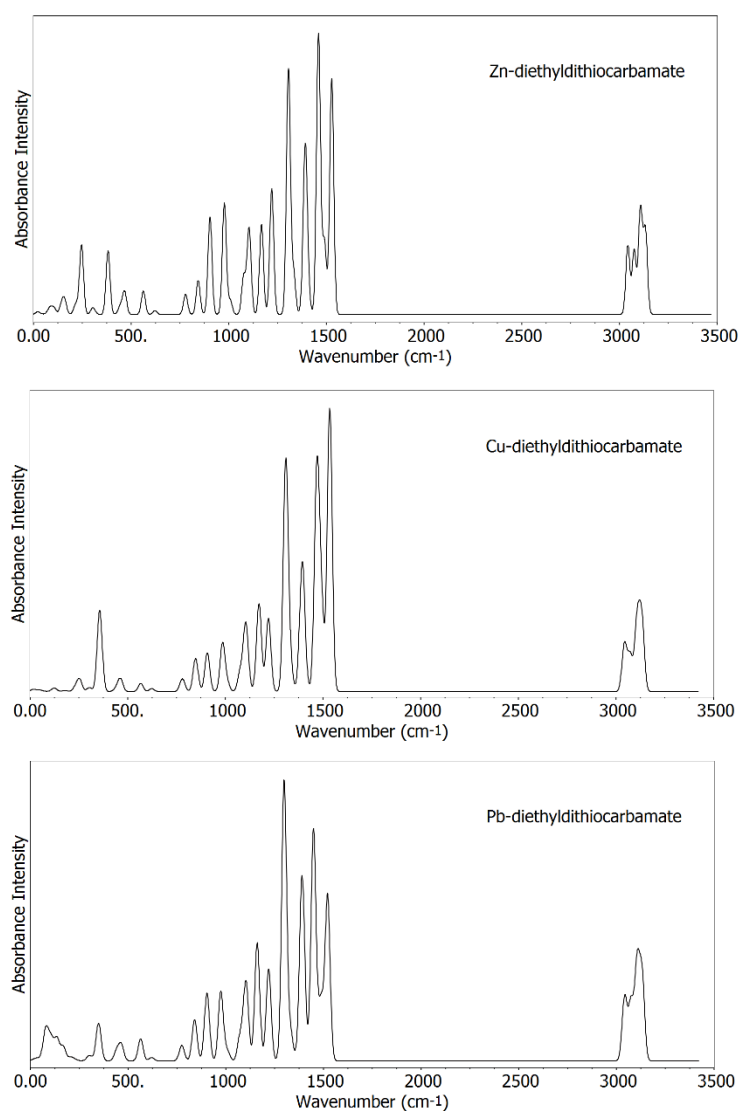 Zn-diethyldithiocarbamate
Absorbance Intensity
0.00 500. 1000 1500 2000 2500 3000 3500
Wavenumber (cm-1)
Cu-diethyldithiocarbamate
Absorbance Intensity
0.00 500. 1000 1500 2000 2500 3000 3500
Wavenumber (cm-1)
Pb-diethyldithiocarbamate
Absorbance Intensity
0.00 500. 1000 1500 2000 2500 3000 3500
Wavenumber (cm-1)